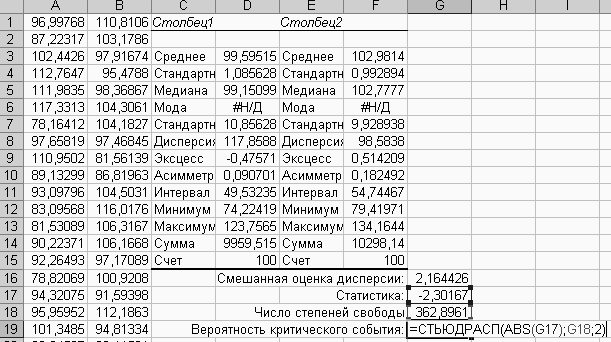 A B C D E F G H I
1 96,99768 110,8106 Столбец1 Столбец2
2 87,22317 103,1786
3 102,4426 97,91674 Среднее 99,59515 Среднее 102,9814
4 112,7647 95,4788 Стандартн 1,085628 Стандартн 0,992894
5 111,9835 98,36867 Медиана 99,15099 Медиана 102,7777
6 117,3313 104,3061 Мода #Н/Д Мода #Н/Д
7 78,16412 104,1827 Стандартн 10,85628 Стандартн 9,928938
8 97,65819 97,46845 Дисперсия 117,8588 Дисперсия 98,5838
9 110,9502 81,56139 Эксцесс -0,47571 Эксцесс 0,514209
10 89,13299 86,81963 Асимметр 0,090701 Асимметр 0,182492
11 93,09796 104,5031 Интервал 49,53235 Интервал 54,74467
12 83,09568 116,0176 Минимум 74,22419 Минимум 79,41971
13 81,53089 106,3167 Максимум 123,7565 Максимум 134,1644
14 90,22371 106,1668 Сумма 9959,515 Сумма 10298,14
15 92,26493 97,17089 Счет 100 Счет 100
16 78,82069 100,9208 Смешанная оценка дисперсии: 2,164426
17 94,32075 91,59398 Статистика: -2,30167
18 95,95952 112,1863 Число степеней свободы 362,8961
19 101,3485 94,81334 Вероятность критического события: =СТЬЮДРАСП(ABS(G17);G18;2)